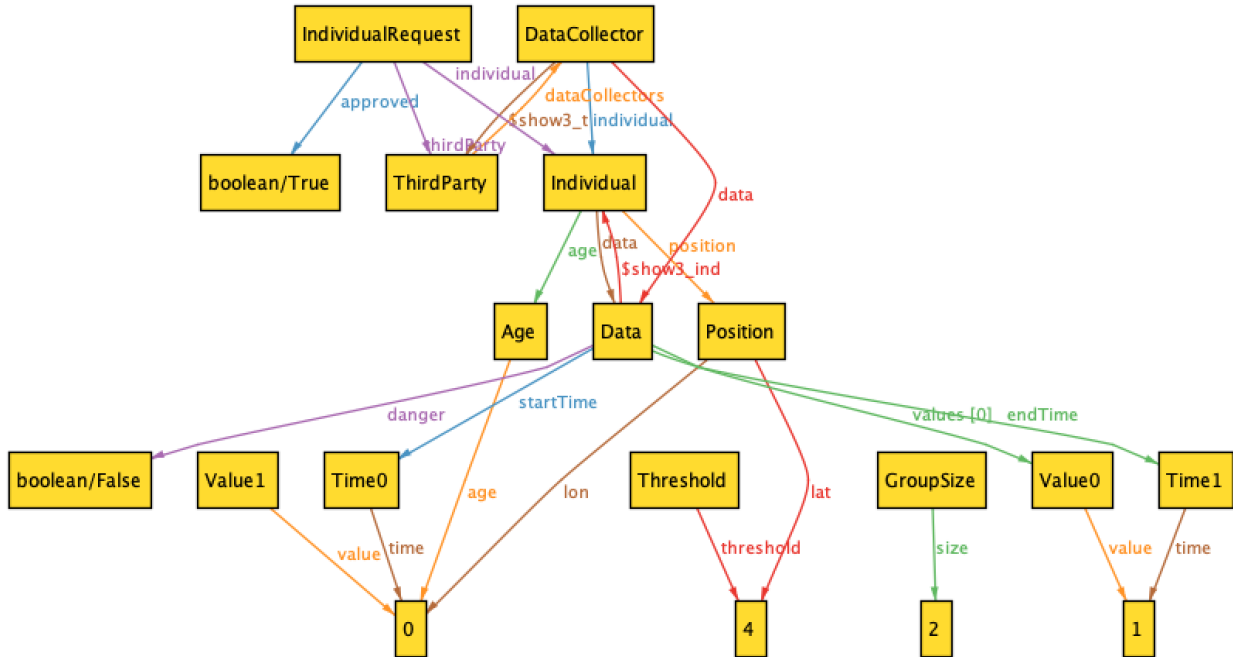 IndividualRequest
DataCollector
individual
approved
dataCollectors
$show3_t
individual
thirdParty
boolean/True
ThirdParty
Individual
data
age
data
position
$show3_ind
Age
Data
Position
danger
startTime
values [0]
endTime
boolean/False
Value1
Time0
age
lon
Threshold
lat
GroupSize
Value0
Time1
value
time
threshold
size
value
time
0
4
2
1